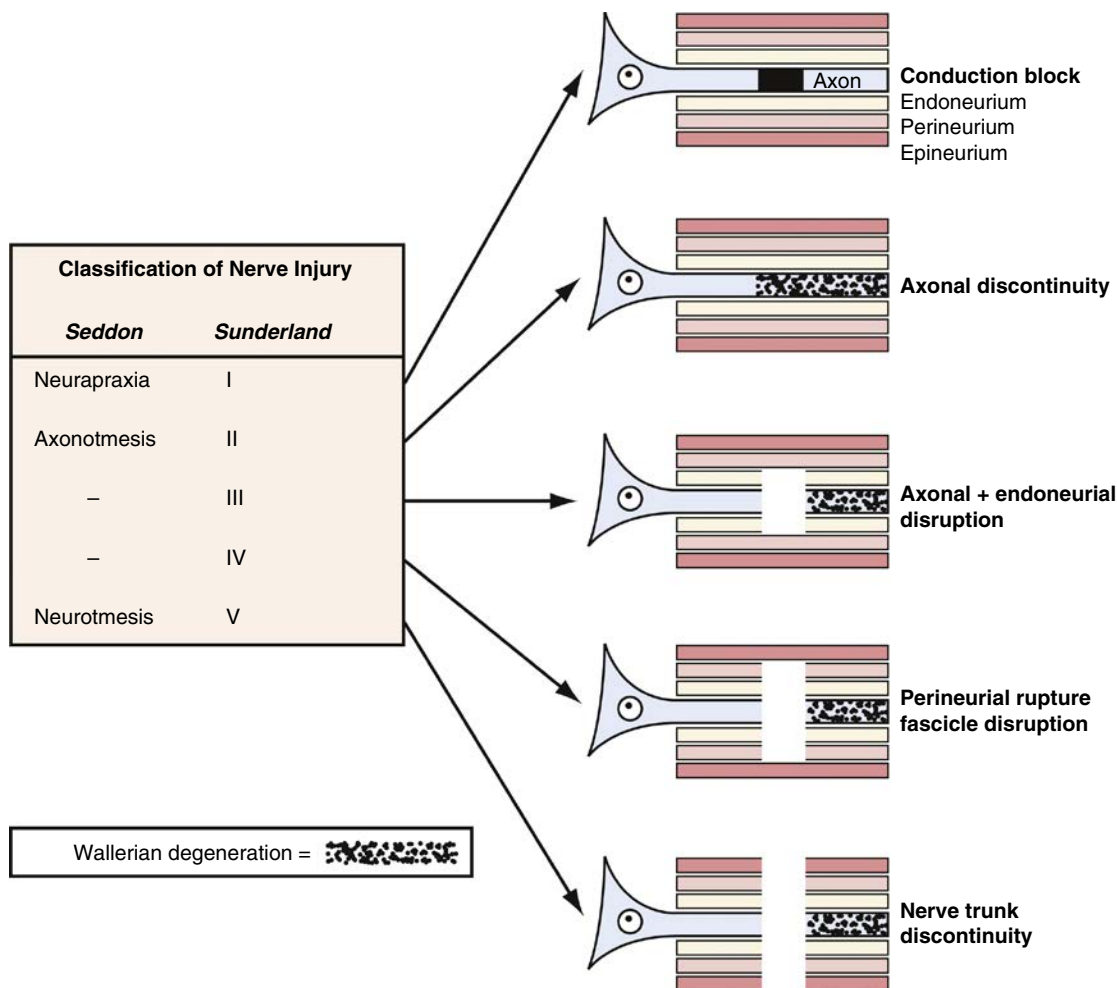 Axon
Conduction block
Endoneurium
Perineurium
Epineurium
Classification of Nerve Injury
Seddon Sunderland
Neurapraxia I
Axonotmesis II
– III
– IV
Neurotmesis V
Axonal discontinuity
Axonal + endoneurial
disruption
Perineurial rupture
fascicle disruption
Wallerian degeneration =
Nerve trunk
discontinuity